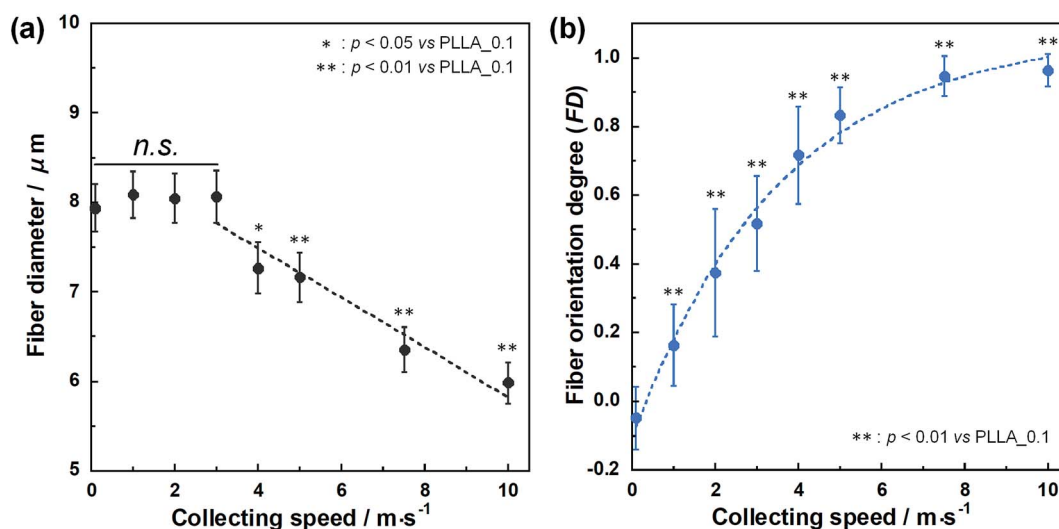 (a)
* : p < 0.05 vs PLLA_0.1
** : p < 0.01 vs PLLA_0.1
n.s.
*
**
**
**
10
9
8
7
6
5
Fiber diameter / μm
0 2 4 6 8 10
Collecting speed / m·s⁻¹
(b)
**
**
**
**
**
**
**
** : p < 0.01 vs PLLA_0.1
1.0
0.8
0.6
0.4
0.2
0.0
-0.2
Fiber orientation degree (FD)
0 2 4 6 8 10
Collecting speed / m·s⁻¹